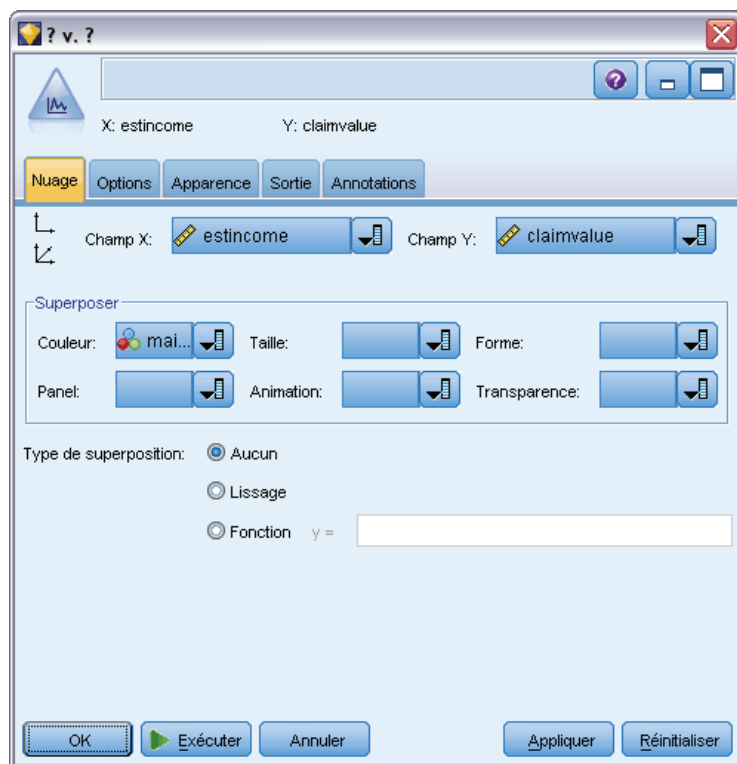 ? v. ?
X: estincome Y: claimvalue
Nuage Options Apparence Sortie Annotations
Champ X: estincome Champ Y: claimvalue
Superposer
Couleur: mai... Taille: Forme:
Panel: Animation: Transparence:
Type de superposition: Aucun
Lissage
Fonction y =
OK Exécuter Annuler Appliquer Réinitialiser